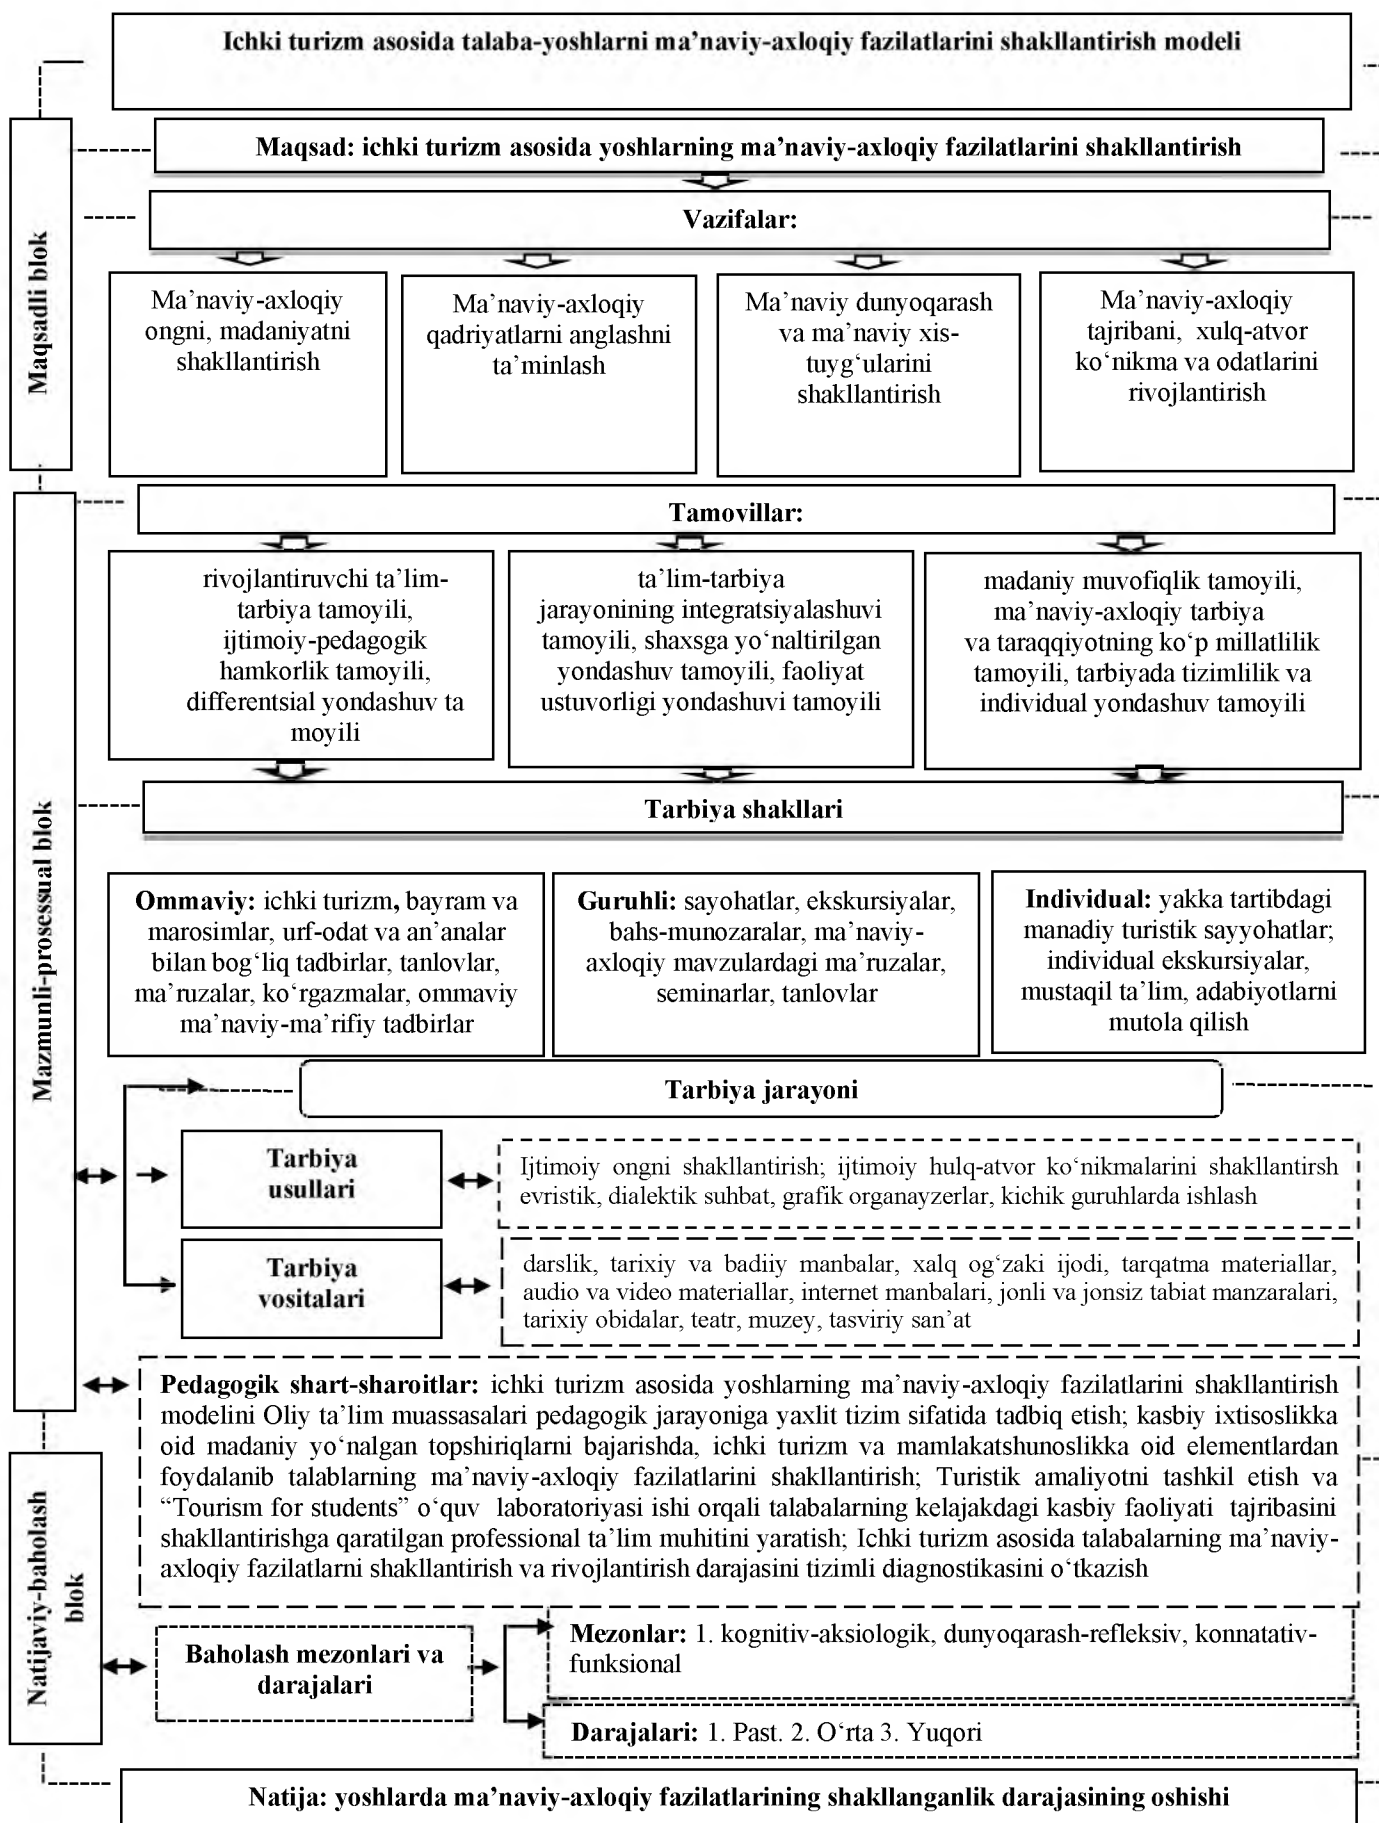 Ichki turizm asosida talaba-yoshlarni ma’naviy-axloqiy fazilatlarini shakllantirish modeli
Maqsadli blok
Maqsad: ichki turizm asosida yoshlarning ma’naviy-axloqiy fazilatlarini shakllantirish
Vazifalar:
Ma’naviy-axloqiy
ongni, madaniyatni
shakllantirish
Ma’naviy-axloqiy
qadriyatlarni anglashni
ta’minlash
Ma’naviy dunyoqarash
va ma’naviy xis-
tuyg‘ularini
shakllantirish
Ma’naviy-axloqiy
tajribani, xulq-atvor
ko‘nikma va odatlarini
rivojlantirish
Mazmunli-prosessual blok
Tamovillar:
rivojlantiruvchi ta’lim-
tarbiya tamoyili,
ijtimoiy-pedagogik
hamkorlik tamoyili,
differentsial yondashuv ta
moyili
ta’lim-tarbiya
jarayonining integratsiyalashuvi
tamoyili, shaxsga yo‘naltirilgan
yondashuv tamoyili, faoliyat
ustuvorligi yondashuvi tamoyili
madaniy muvofiqlik tamoyili,
ma’naviy-axloqiy tarbiya
va taraqqiyotning ko‘p millatlilik
tamoyili, tarbiyada tizimlilik va
individual yondashuv tamoyili
Tarbiya shakllari
Ommaviy: ichki turizm, bayram va
marosimlar, urf-odat va an’analar
bilan bog‘liq tadbirlar, tanlovlar,
ma’ruzalar, ko‘rgazmalar, ommaviy
ma’naviy-ma’rifiy tadbirlar
Guruhli: sayohatlar, ekskursiyalar,
bahs-munozaralar, ma’naviy-
axloqiy mavzulardagi ma’ruzalar,
seminarlar, tanlovlar
Individual: yakka tartibdagi
manadiy turistik sayyohatlar;
individual ekskursiyalar,
mustaqil ta’lim, adabiyotlarni
mutola qilish
Tarbiya jarayoni
Tarbiya
usullari
Ijtimoiy ongni shakllantirish; ijtimoiy hulq-atvor ko‘nikmalarini shakllantirsh
evristik, dialektik suhbat, grafik organayzerlar, kichik guruhlarda ishlash
Tarbiya
vositalari
darslik, tarixiy va badiiy manbalar, xalq og‘zaki ijodi, tarqatma materiallar,
audio va video materiallar, internet manbalari, jonli va jonsiz tabiat manzaralari,
tarixiy obidalar, teatr, muzey, tasviriy san’at
Pedagogik shart-sharoitlar: ichki turizm asosida yoshlarning ma’naviy-axloqiy fazilatlarini shakllantirish
modelini Oliy ta’lim muassasalari pedagogik jarayoniga yaxlit tizim sifatida tadbiq etish; kasbiy ixtisoslikka
oid madaniy yo‘nalgan topshiriqlarni bajarishda, ichki turizm va mamlakatshunoslikka oid elementlardan
foydalanib talablarning ma’naviy-axloqiy fazilatlarini shakllantirish; Turistik amaliyotni tashkil etish va
“Tourism for students” o‘quv laboratoriyasi ishi orqali talabalarning kelajakdagi kasbiy faoliyati tajribasini
shakllantirishga qaratilgan professional ta’lim muhitini yaratish; Ichki turizm asosida talabalarning ma’naviy-
axloqiy fazilatlarni shakllantirish va rivojlantirish darajasini tizimli diagnostikasini o‘tkazish
Natijaviy-baholash
blok
Baholash mezonlari va
darajalari
Mezonlar: 1. kognitiv-aksiologik, dunyoqarash-refleksiv, konnatativ-
funksional
Darajalari: 1. Past. 2. O‘rta 3. Yuqori
Natija: yoshlarda ma’naviy-axloqiy fazilatlarining shakllanganlik darajasining oshishi